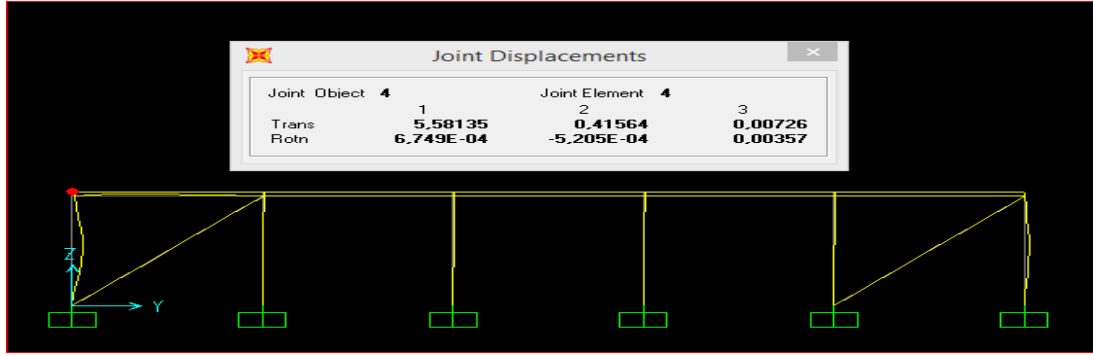 Joint Displacements
Joint Object 4 Joint Element 4
1 2 3
Trans 5,58135 0,41564 0,00726
Rotn 6,749E-04 -5,205E-04 0,00357
Z
Y